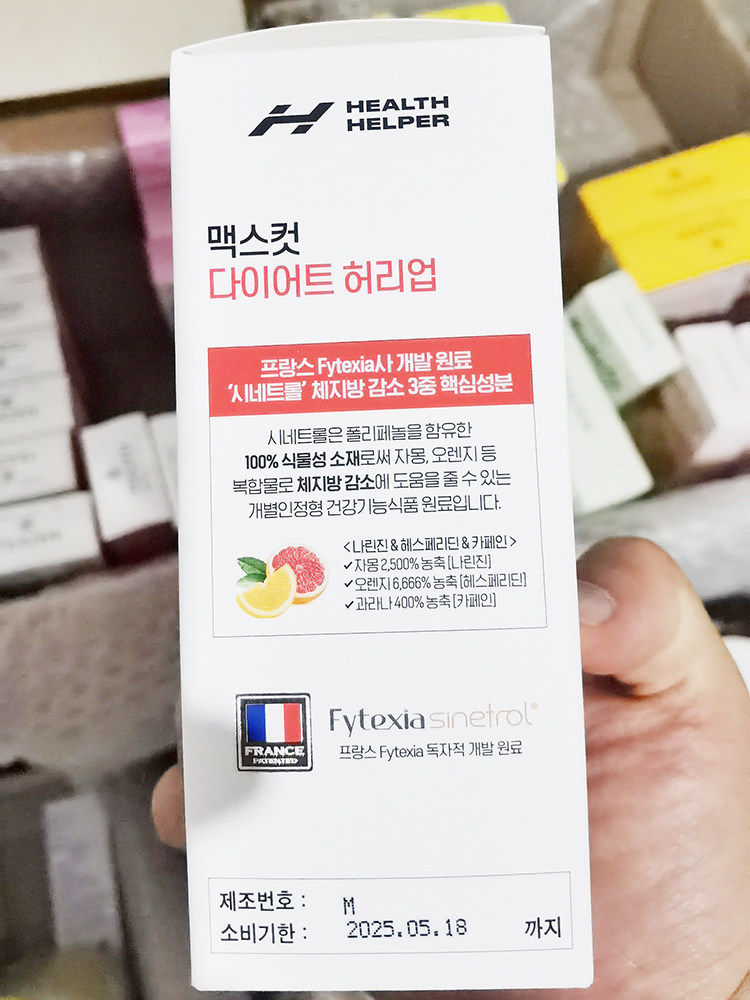 HEALTH
HELPER
맥스컷
다이어트 허리업
프랑스 Fytexia사 개발 원료
‘시네트롤’ 체지방 감소 3중 핵심성분
시네트롤은 폴리페놀을 함유한
100% 식물성 소재로써 자몽, 오렌지 등
복합물로 체지방 감소에 도움을 줄 수 있는
개별인정형 건강기능식품 원료입니다.
<나린진 & 헤스페리딘 & 카페인>
✓ 자몽 2,500% 농축 [나린진]
✓ 오렌지 6,666% 농축 [헤스페리딘]
✓ 과라나 400% 농축 [카페인]
FRANCE
PATENTED
Fytexia sinetrol®
프랑스 Fytexia 독자적 개발 원료
제조번호 : M
소비기한 : 2025.05.18 까지